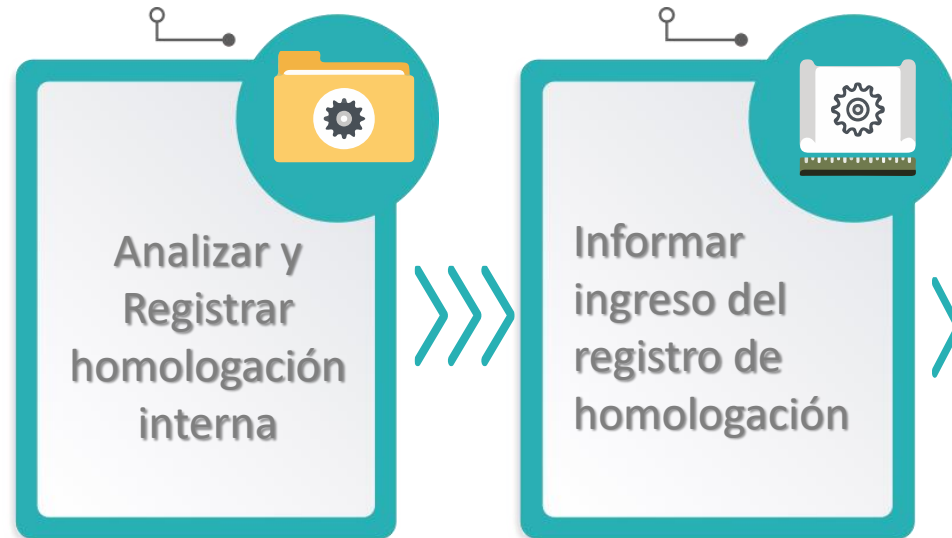 Analizar y
Registrar
homologación
interna
Informar
ingreso del
registro de
homologación